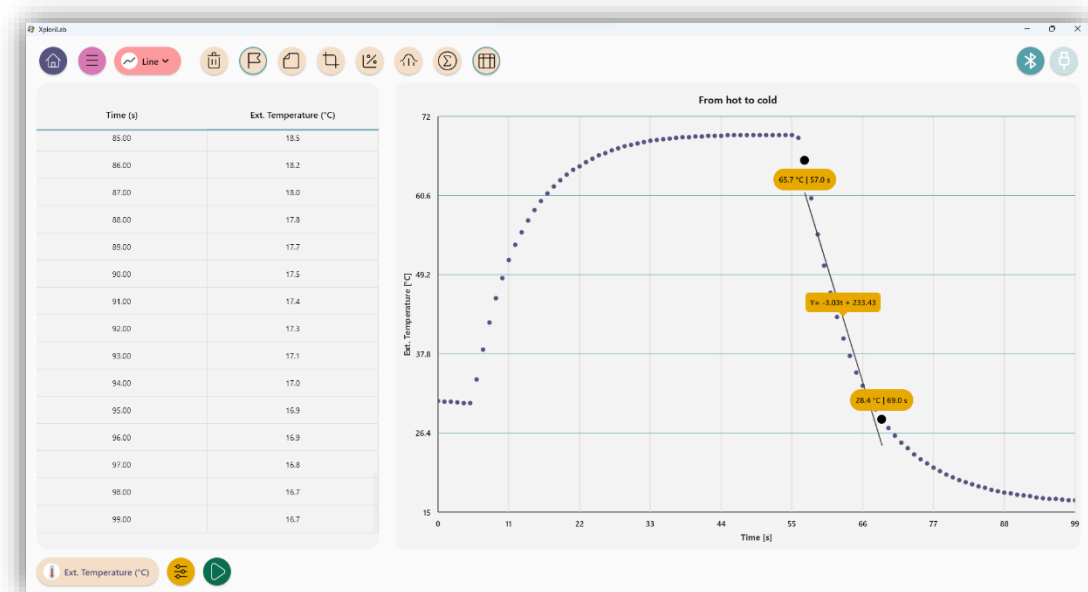 XploriLab
Line
Time (s) Ext. Temperature (°C)
85.00 18.5
86.00 18.2
87.00 18.0
88.00 17.8
89.00 17.7
90.00 17.5
91.00 17.4
92.00 17.3
93.00 17.1
94.00 17.0
95.00 16.9
96.00 16.9
97.00 16.8
98.00 16.7
99.00 16.7
From hot to cold
72
60.6
49.2
37.8
26.4
15
Ext. Temperature [°C]
65.7 °C | 57.0 s
Y= -3.03t + 233.43
28.4 °C | 69.0 s
0 11 22 33 44 55 66 77 88 99
Time [s]
Ext. Temperature (°C)